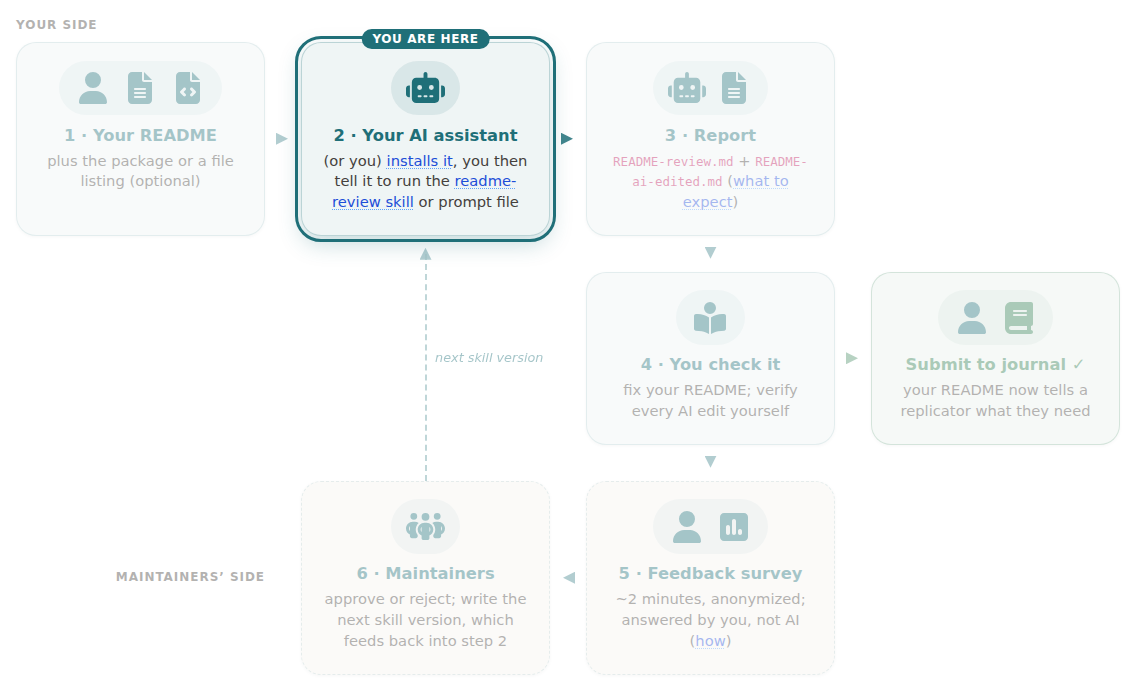 YOUR SIDE
YOU ARE HERE
1 · Your README
plus the package or a file
listing (optional)
2 · Your AI assistant
(or you) installs it, you then
tell it to run the readme-
review skill or prompt file
3 · Report
README-review.md + README-
ai-edited.md (what to
expect)
4 · You check it
fix your README; verify
every AI edit yourself
Submit to journal ✓
your README now tells a
replicator what they need
next skill version
MAINTAINERS’ SIDE
6 · Maintainers
approve or reject; write the
next skill version, which
feeds back into step 2
5 · Feedback survey
~2 minutes, anonymized;
answered by you, not AI
(how)